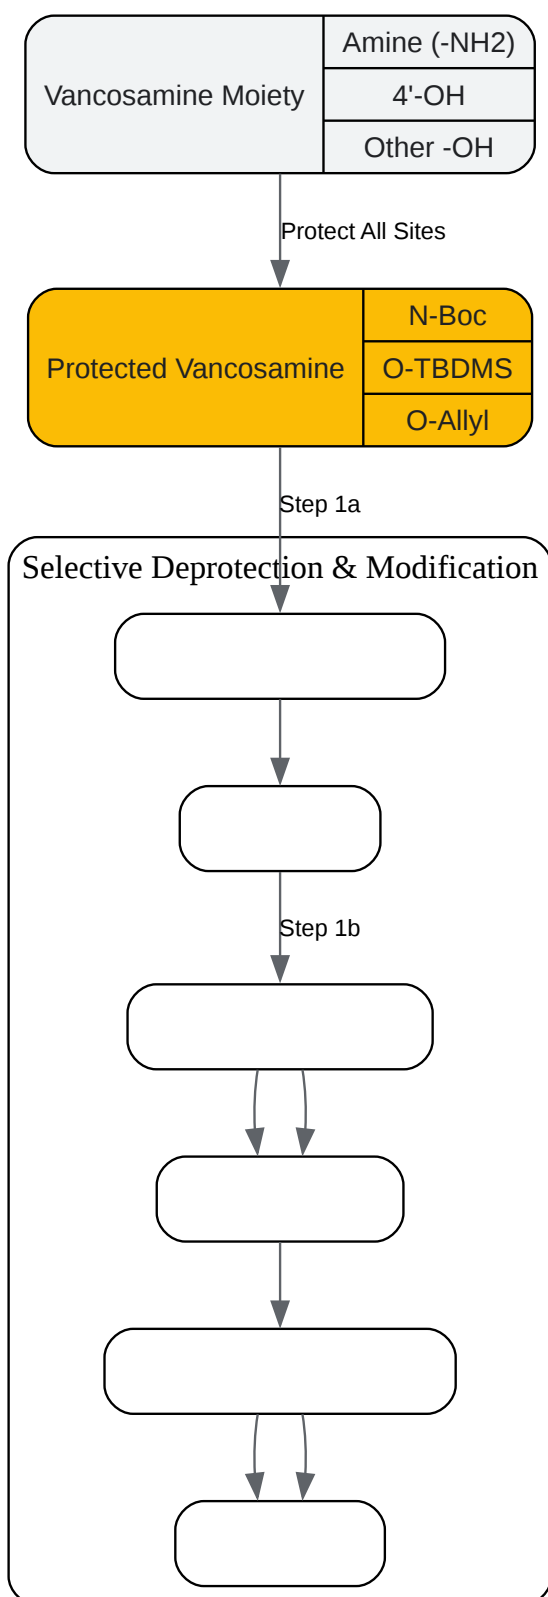 Vancosamine Moiety
Amine (-NH2)
4'-OH
Other -OH
Protect All Sites
Protected Vancosamine
N-Boc
O-TBDMS
O-Allyl
Step 1a
Selective Deprotection & Modification
Step 1b